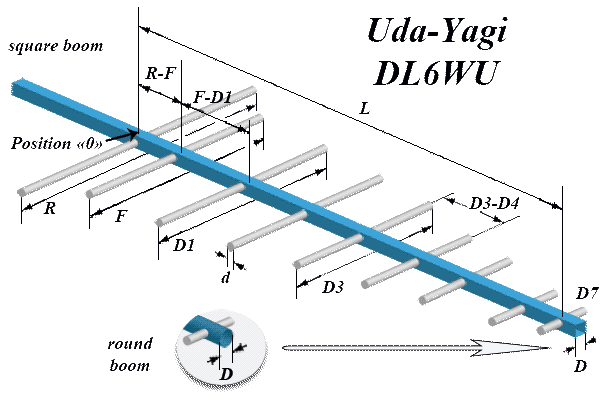 Uda-Yagi
DL6WU
square boom
R-F
F-D1
L
Position «0»
R
F
D1
d
D3
D3-D4
D7
round
boom
D
D